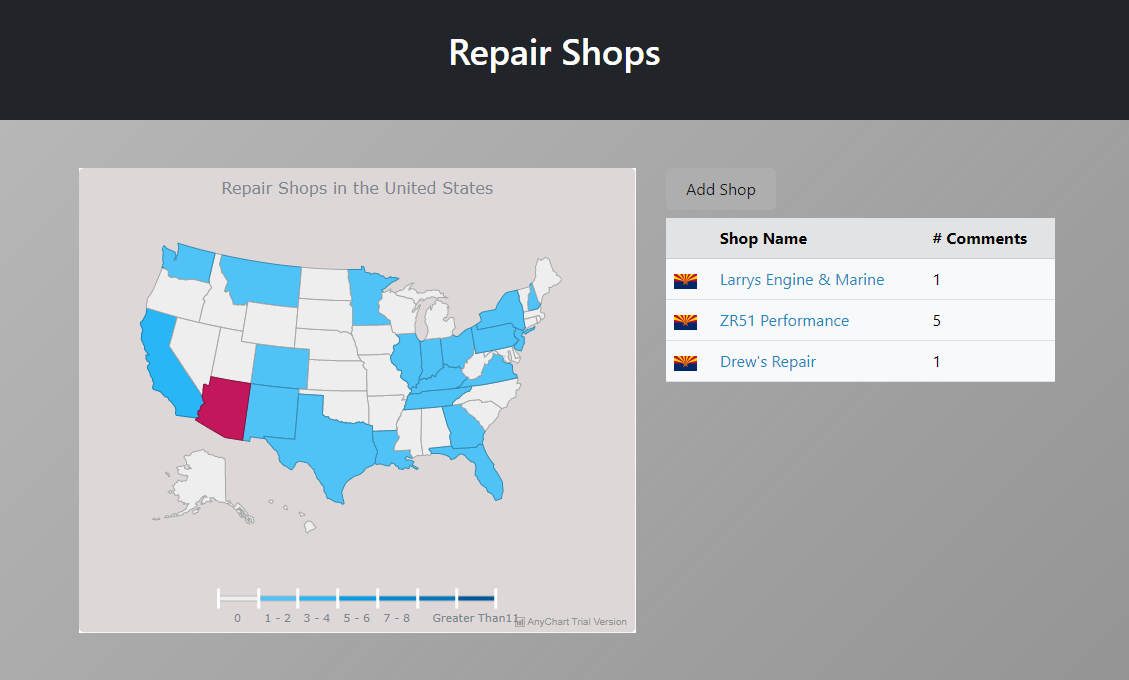 Repair Shops
Repair Shops in the United States
0 1 - 2 3 - 4 5 - 6 7 - 8 Greater Than11
AnyChart Trial Version
Add Shop
Shop Name # Comments
Larrys Engine & Marine 1
ZR51 Performance 5
Drew's Repair 1